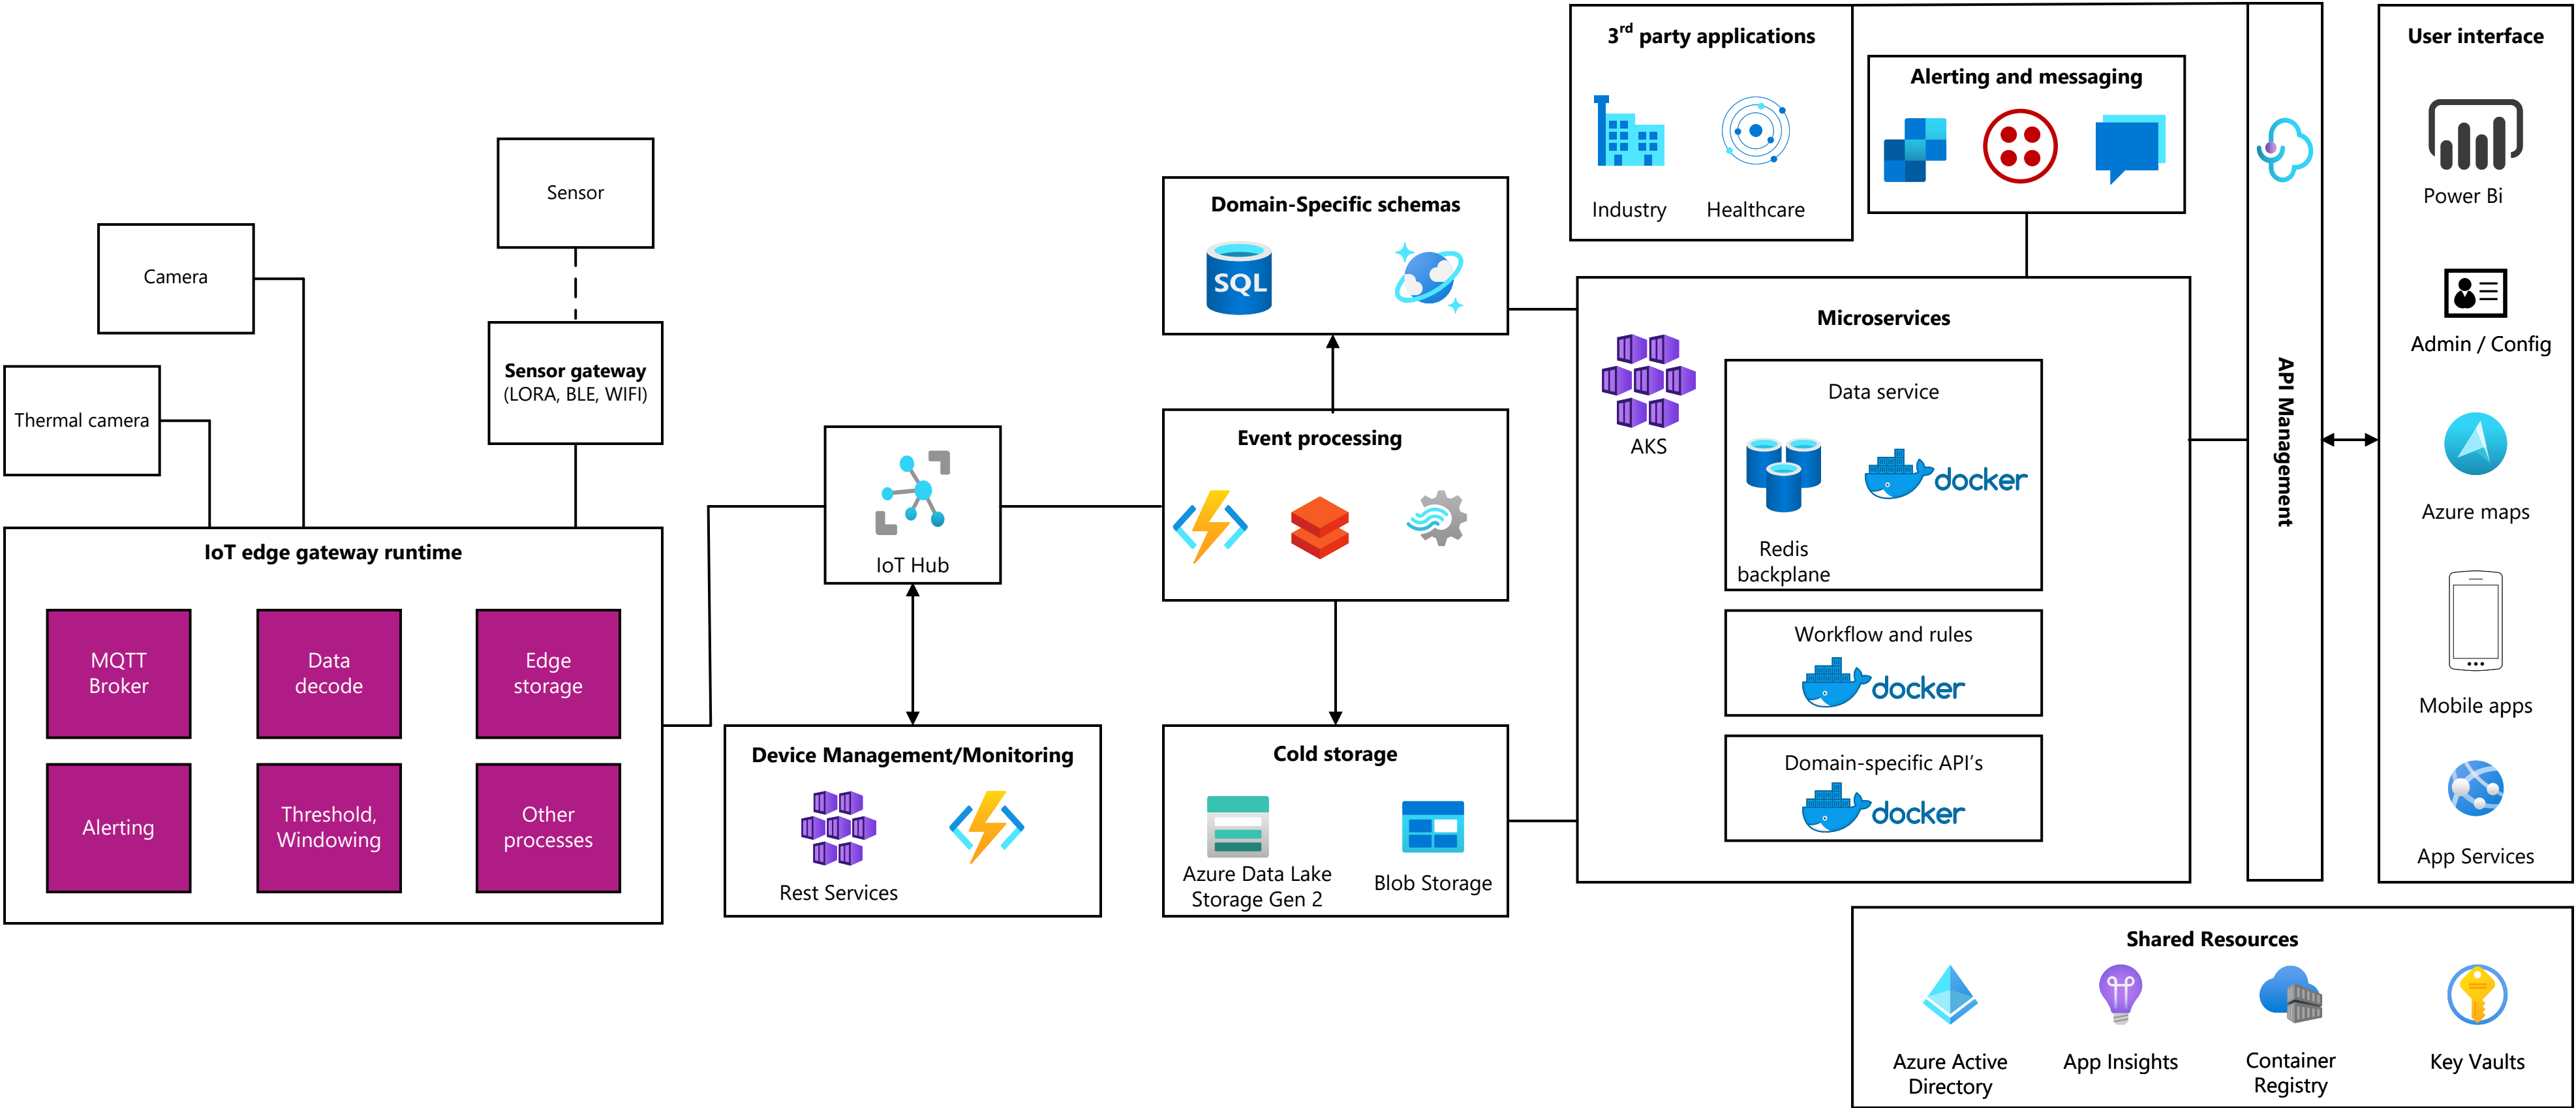 3rd party applications
Industry
Healthcare
Alerting and messaging
API Management
User interface
Power Bi
Admin / Config
Azure maps
Mobile apps
App Services
Sensor
Camera
Thermal camera
Sensor gateway
(LORA, BLE, WIFI)
IoT edge gateway runtime
MQTT
Broker
Data
decode
Edge
storage
Alerting
Threshold,
Windowing
Other
processes
IoT Hub
Device Management/Monitoring
Rest Services
Domain-Specific schemas
SQL
Event processing
Cold storage
Azure Data Lake
Storage Gen 2
Blob Storage
Microservices
AKS
Data service
Redis
backplane
docker
Workflow and rules
docker
Domain-specific API’s
docker
Shared Resources
Azure Active
Directory
App Insights
Container
Registry
Key Vaults